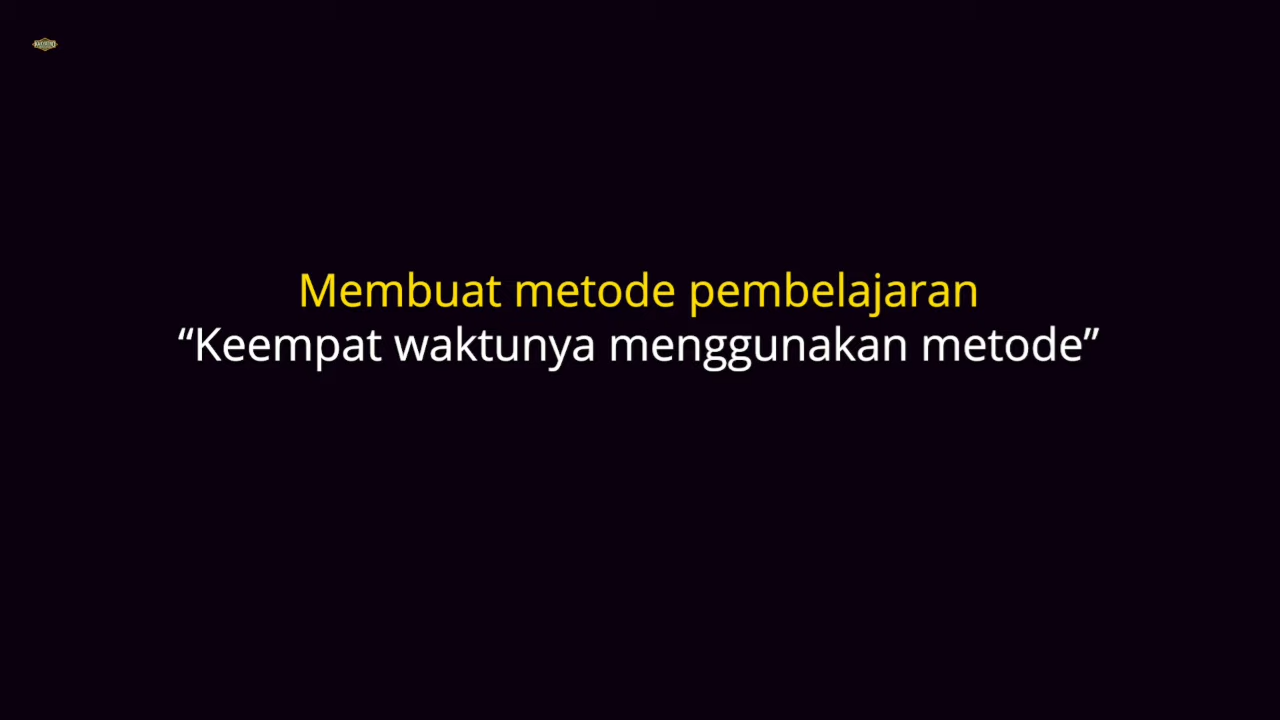 Membuat metode pembelajaran
“Keempat waktunya menggunakan metode”